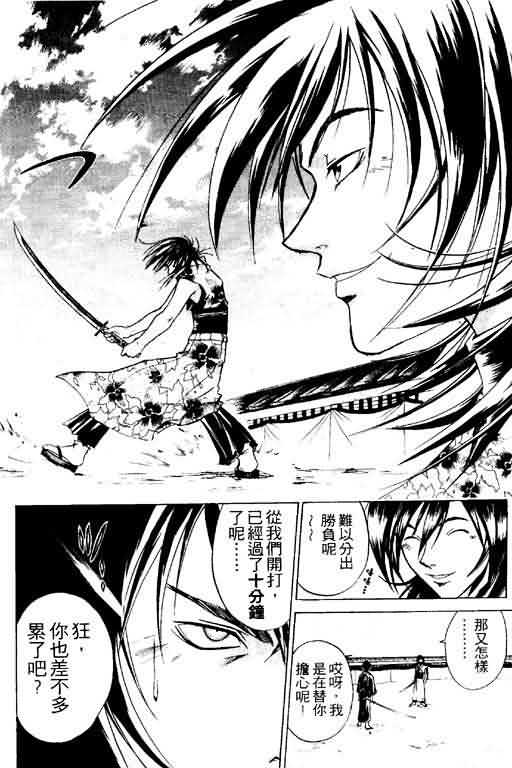 難以分出
勝負呢
～～
那又怎樣
………
哎呀，我
是在替你
擔心呢！
從我們開打，
已經過了十分鐘
了呢……
狂，
你也差不多
累了吧？